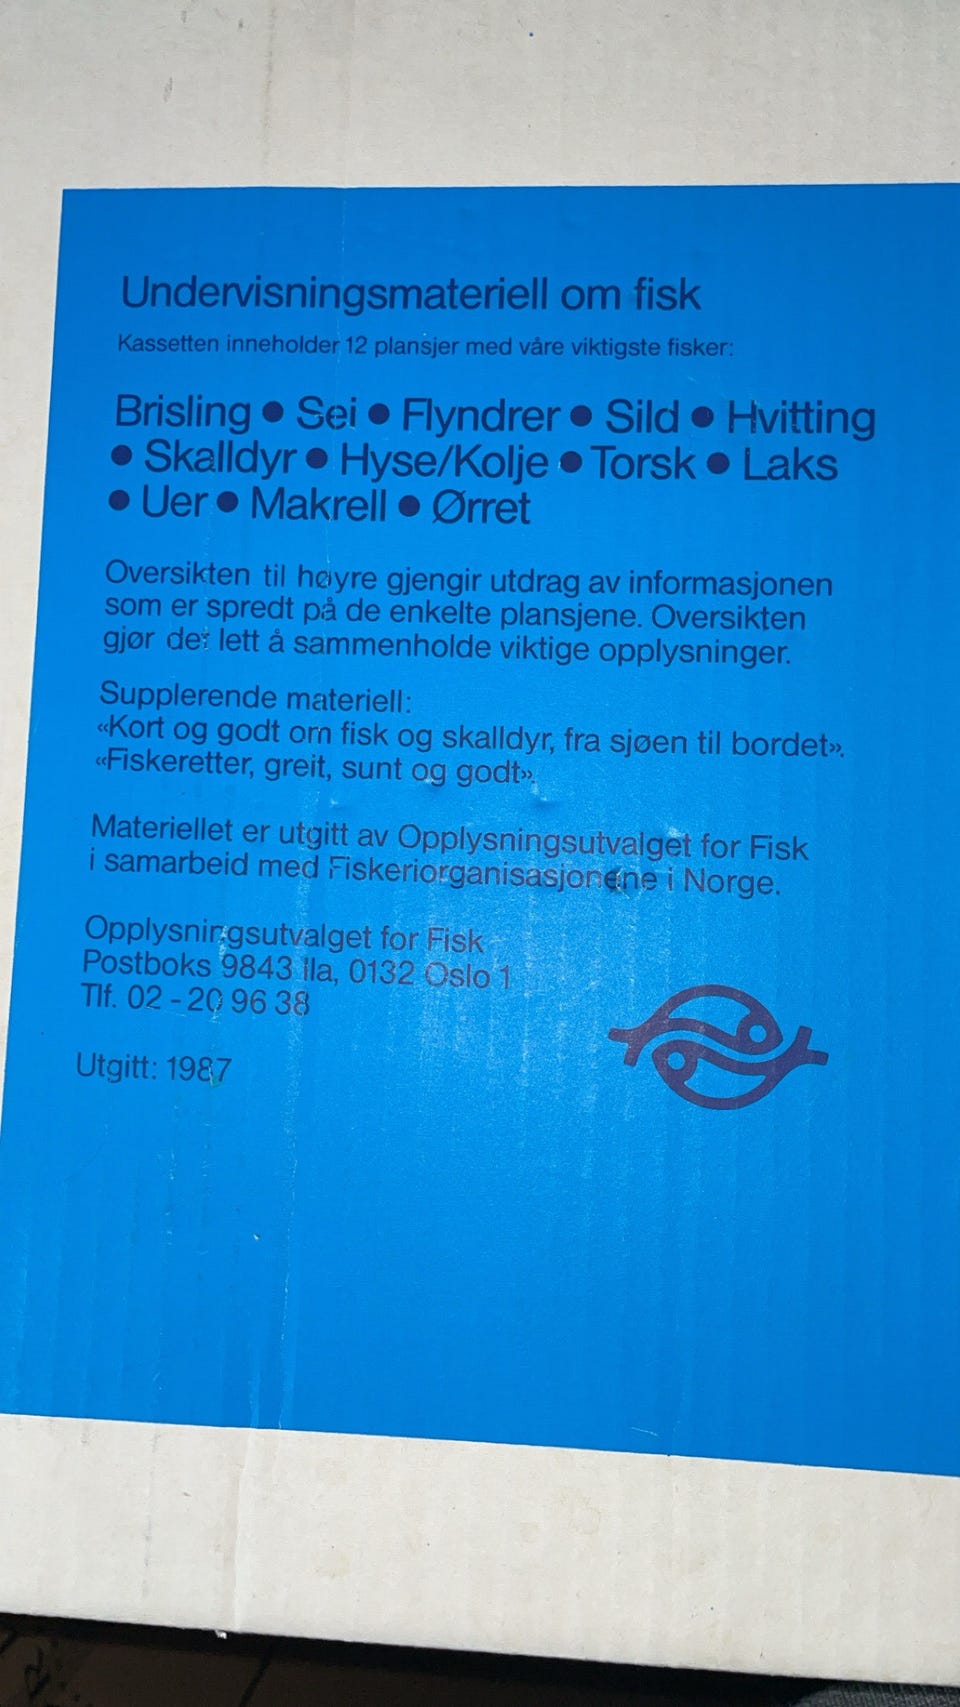 Undervisningsmateriell om fisk
Kassetten inneholder 12 plansjer med våre viktigste fisker:
Brisling ● Sei ● Flyndrer ● Sild ● Hvitting
● Skalldyr ● Hyse/Kolje ● Torsk ● Laks
● Uer ● Makrell ● Ørret
Oversikten til høyre gjengir utdrag av informasjonen
som er spredt på de enkelte plansjene. Oversikten
gjør det lett å sammenholde viktige opplysninger.
Supplerende materiell:
«Kort og godt om fisk og skalldyr, fra sjøen til bordet».
«Fiskeretter, greit, sunt og godt».
Materiellet er utgitt av Opplysningsutvalget for Fisk
i samarbeid med Fiskeriorganisasjonene i Norge.
Opplysningsutvalget for Fisk
Postboks 9843 Ila, 0132 Oslo 1
Tlf. 02 - 20 96 38
Utgitt: 1987